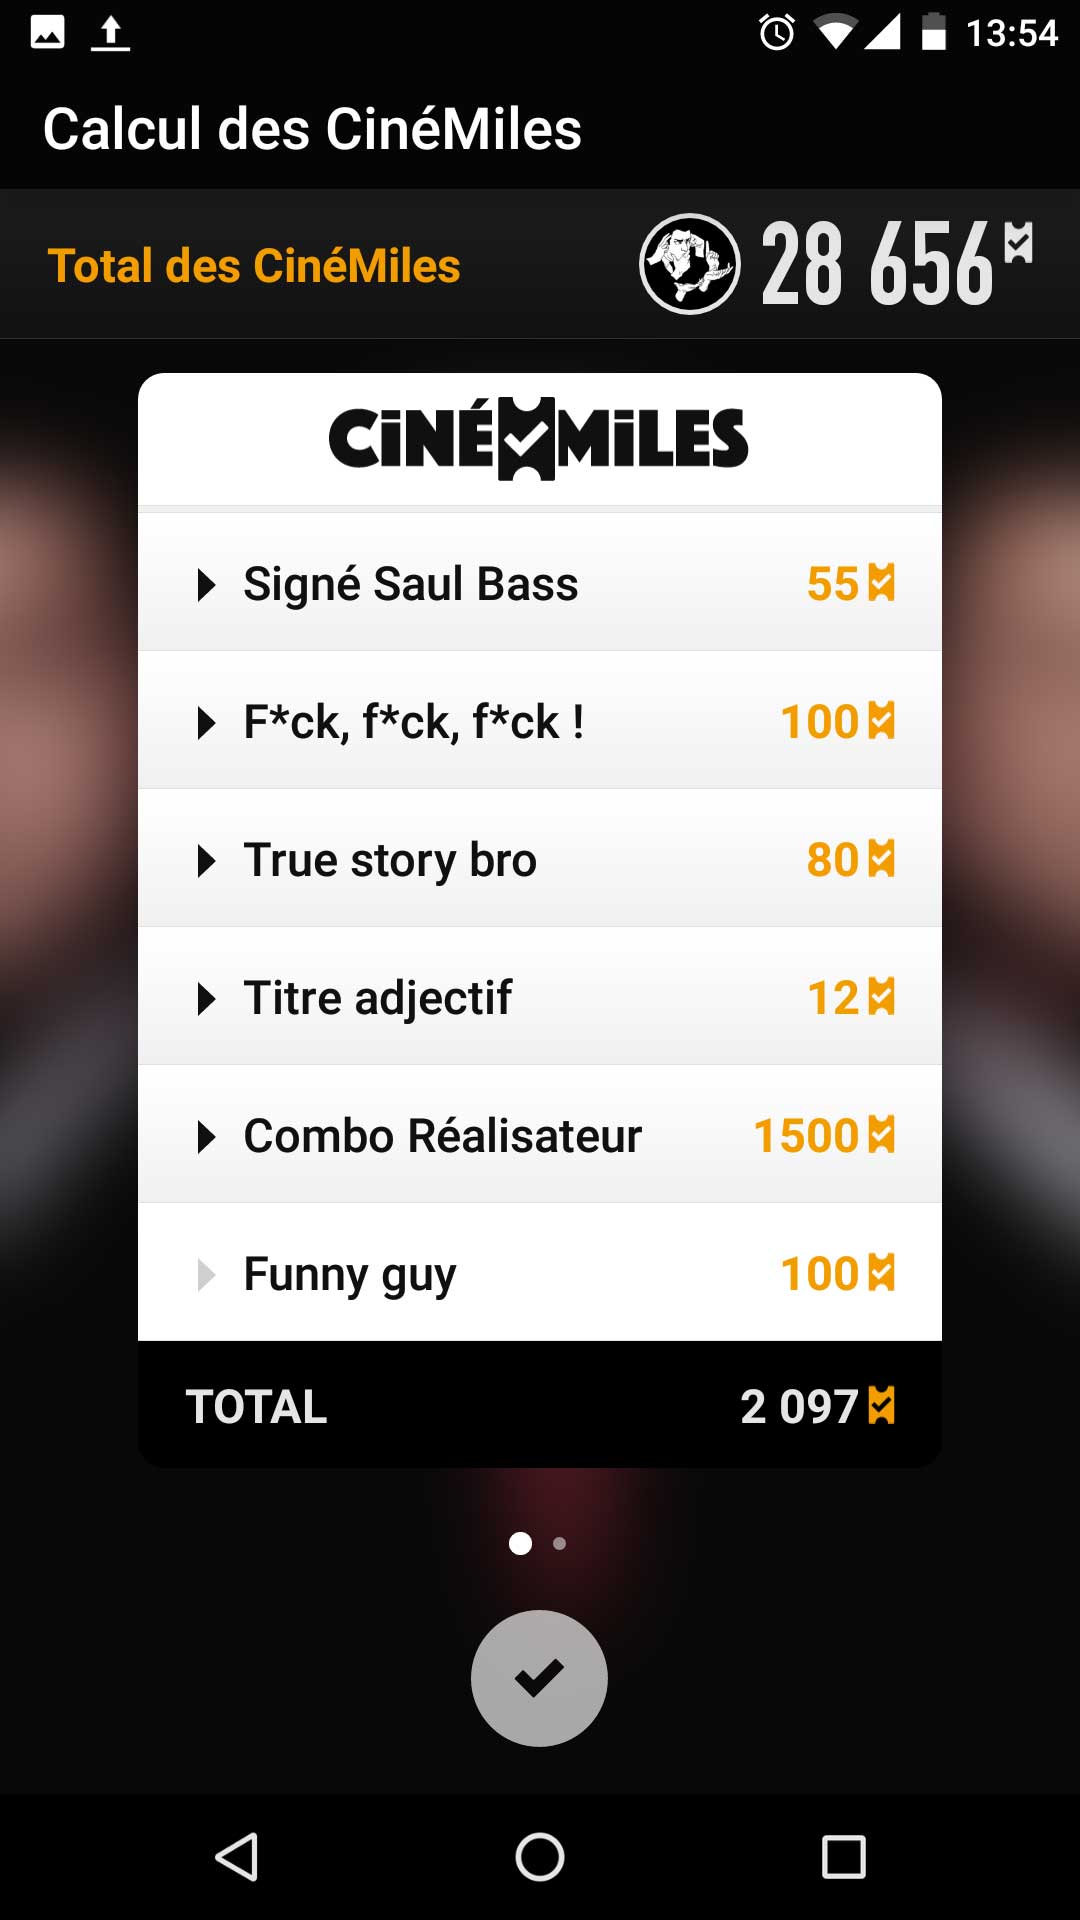 13:54
Calcul des CinéMiles
Total des CinéMiles 28 656
CiNÉMiLES
Signé Saul Bass 55
F*ck, f*ck, f*ck ! 100
True story bro 80
Titre adjectif 12
Combo Réalisateur 1500
Funny guy 100
TOTAL 2 097